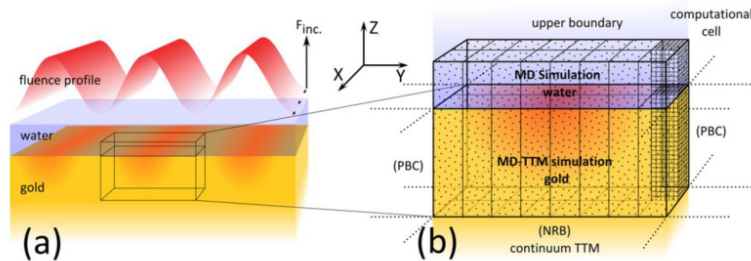 F inc.
fluence profile
water
gold
(a)
Z
X
Y
upper boundary
computational
cell
MD Simulation
water
(PBC)
MD-TTM simulation
gold
(PBC)
(NRB)
continuum TTM
(b)